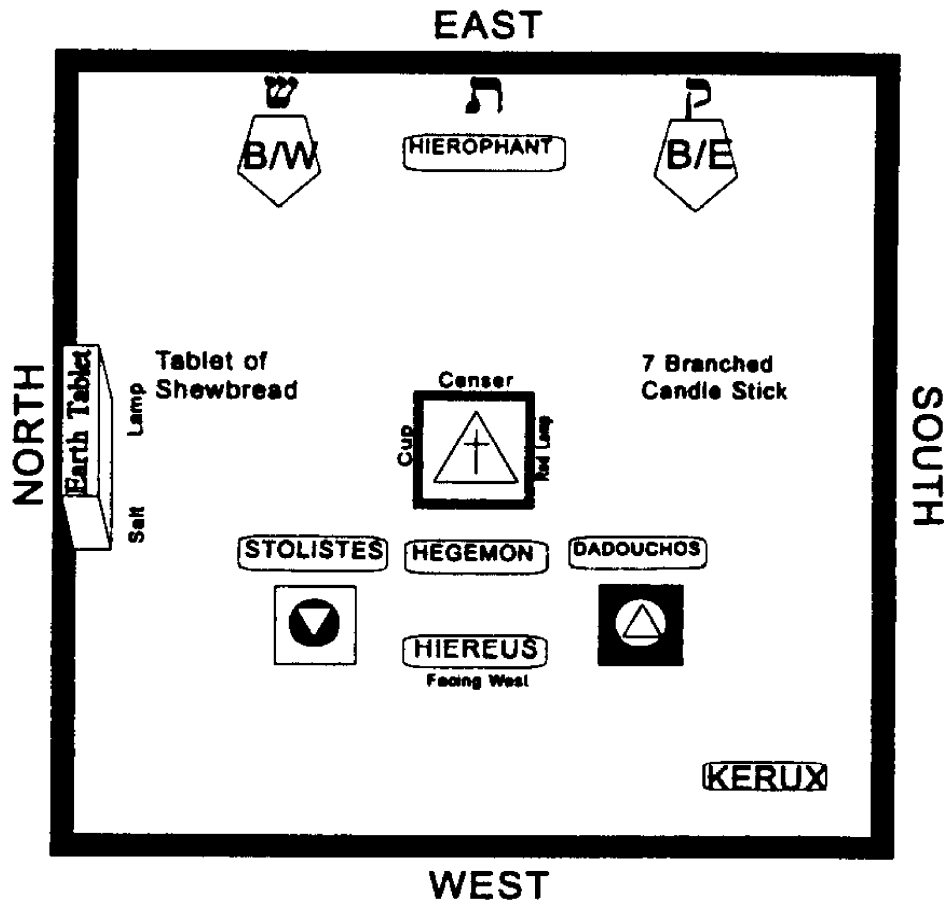 EAST
ש ת ק
B/W HIEROPHANT B/E
NORTH
Earth Tablet
Lamp
Salt
Tablet of
Shewbread
Censer
Cup
Red Lamp
7 Branched
Candle Stick
SOUTH
STOLISTES HEGEMON DADOUCHOS
HIEREUS
Facing West
KERUX
WEST